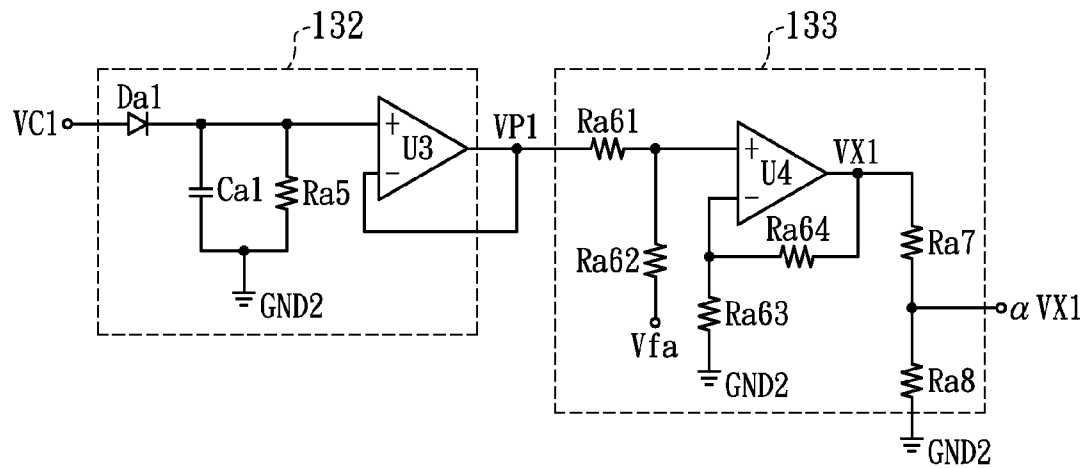 132
133
VC1
Da1
Ca1
Ra5
GND2
+
−
U3
VP1
Ra61
Ra62
Vfa
+
−
U4
VX1
Ra64
Ra63
GND2
Ra7
α VX1
Ra8
GND2